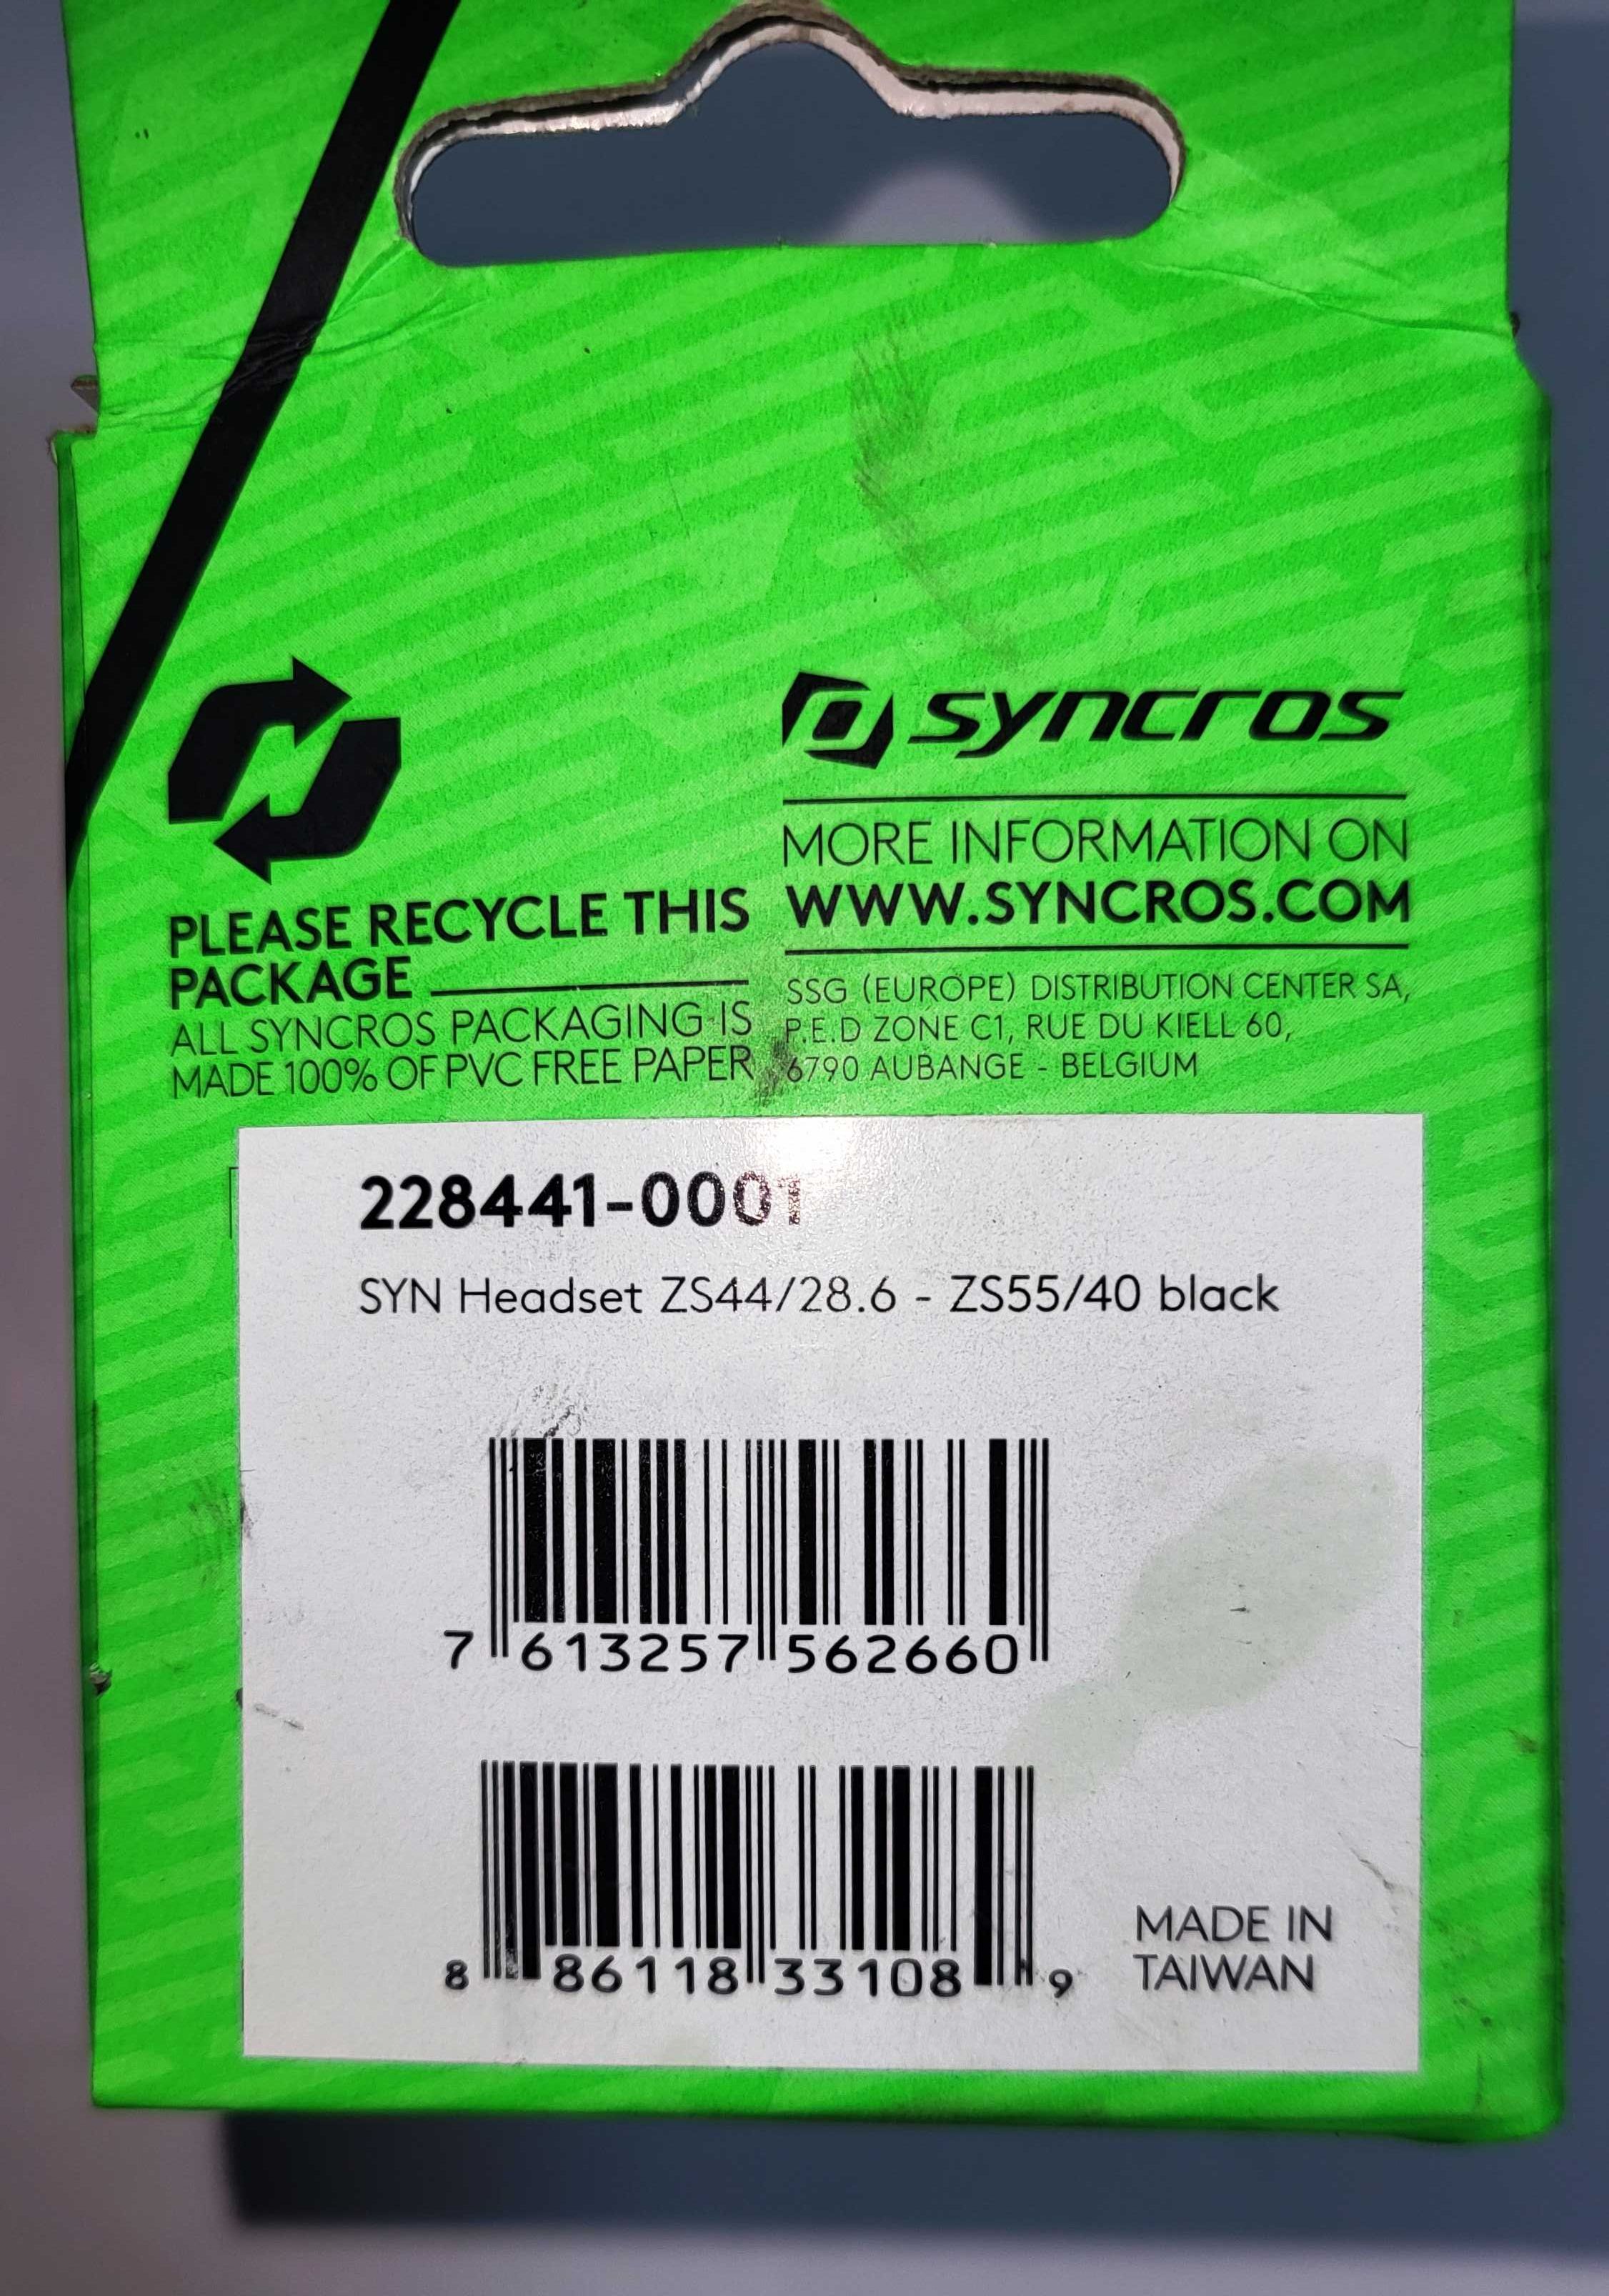 PLEASE RECYCLE THIS
PACKAGE
ALL SYNCROS PACKAGING IS
MADE 100% OF PVC FREE PAPER
syncros
MORE INFORMATION ON
WWW.SYNCROS.COM
SSG (EUROPE) DISTRIBUTION CENTER SA,
P.E.D ZONE C1, RUE DU KIELL 60,
6790 AUBANGE - BELGIUM
228441-0001
SYN Headset ZS44/28.6 - ZS55/40 black
7 613257 562660
8 86118 33108 9
MADE IN
TAIWAN